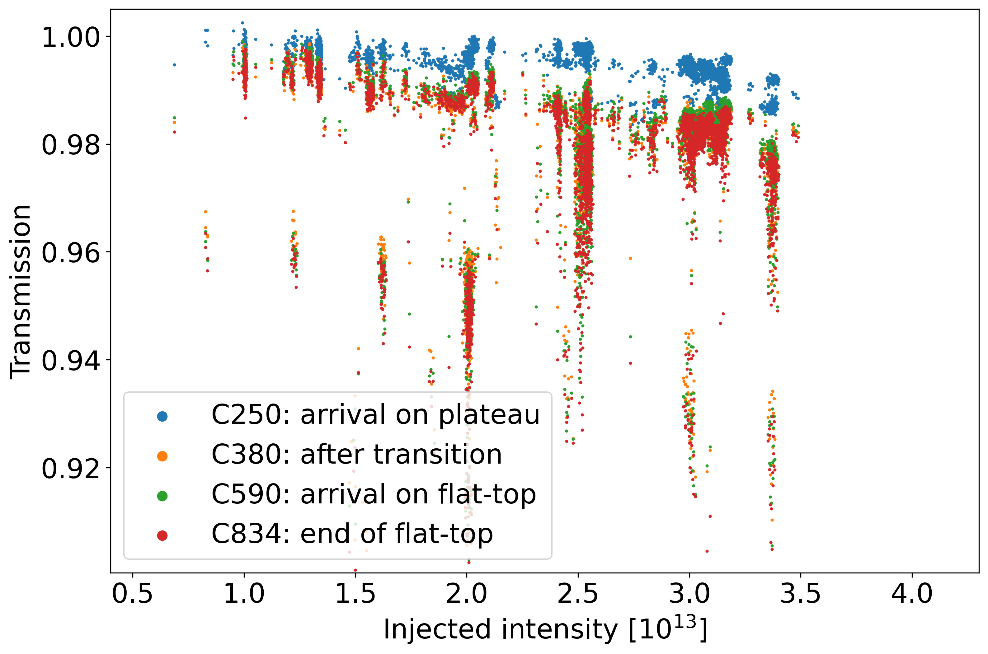 1.00
0.98
0.96
0.94
0.92
Transmission
C250: arrival on plateau
C380: after transition
C590: arrival on flat-top
C834: end of flat-top
0.5 1.0 1.5 2.0 2.5 3.0 3.5 4.0
Injected intensity [10¹³]